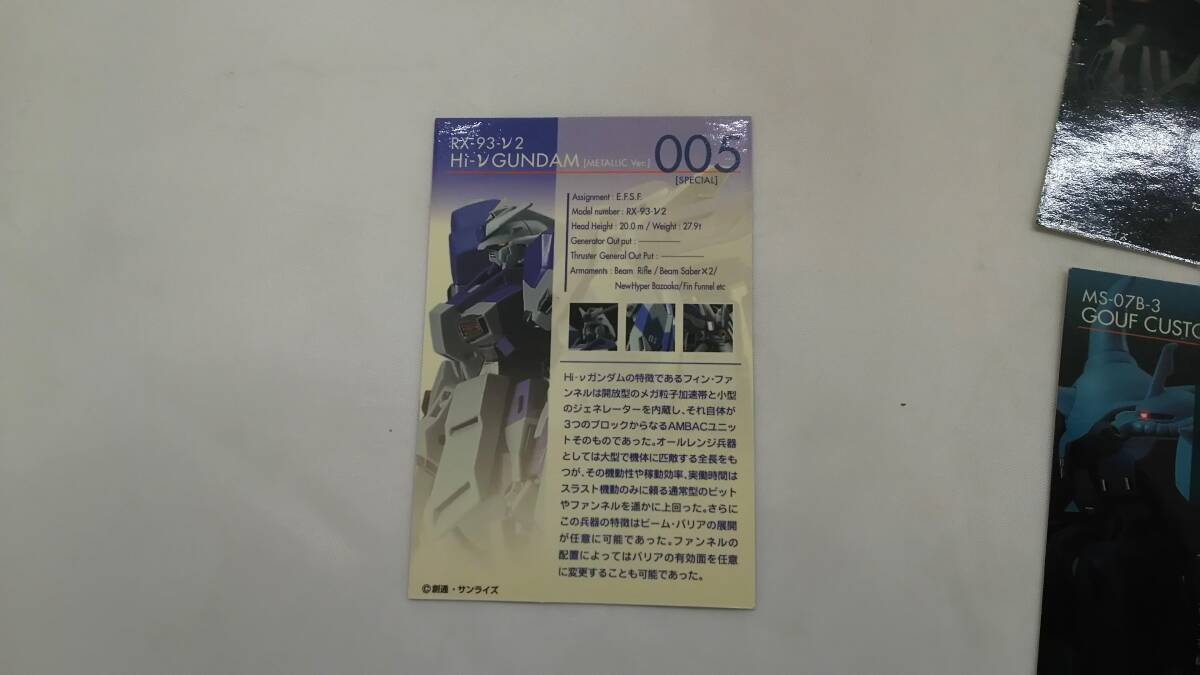 RX-93-ν2
Hi-νGUNDAM [METALLIC Ver.]
005
[SPECIAL]
Assignment : E.F.S.F.
Model number : RX-93-ν2
Head Height : 20.0 m / Weight : 27.9t
Generator Out put : ————
Thruster General Out Put : ————
Armaments : Beam Rifle / Beam Saber×2/
New Hyper Bazooka/Fin Funnel etc
Hi-νガンダムの特徴であるフィン・ファ
ンネルは開放型のメガ粒子加速帯と小型
のジェネレーターを内蔵し、それ自体が
3つのブロックからなるAMBACユニッ
トそのものであった。オールレンジ兵器
としては大型で機体に匹敵する全長をも
つが、その機動性や稼動効率、実働時間は
スラスト機動のみに頼る通常型のビット
やファンネルを遥かに上回った。さらに
この兵器の特徴はビーム・バリアの展開
が任意に可能であった。ファンネルの
配置によってはバリアの有効面を任意
に変更することも可能であった。
©創通・サンライズ
MS-07B-3
GOUF CUSTO